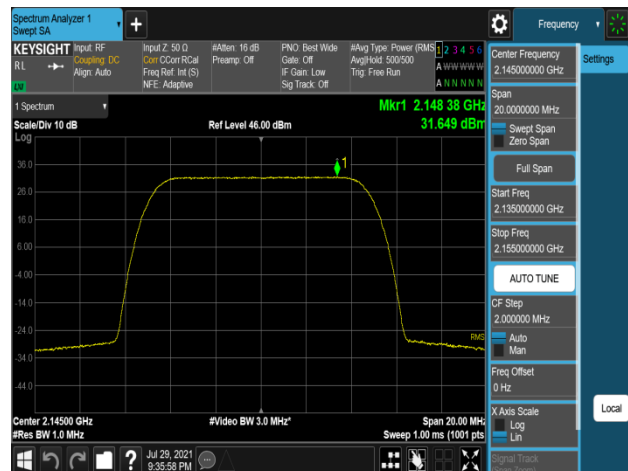 Spectrum Analyzer 1
Swept SA
Frequency
KEYSIGHT
RL
LXI
Input: RF
Coupling: DC
Align: Auto
Input Z: 50 Ω
Corr CCorr RCal
Freq Ref: Int (S)
NFE: Adaptive
#Atten: 16 dB
Preamp: Off
PNO: Best Wide
Gate: Off
IF Gain: Low
Sig Track: Off
#Avg Type: Power (RMS
Avg|Hold: 500/500
Trig: Free Run
1 2 3 4 5 6
A W W W W W
A N N N N N
1 Spectrum
Scale/Div 10 dB
Log
Ref Level 46.00 dBm
Mkr1 2.148 38 GHz
31.649 dBm
1
36.0
26.0
16.0
6.00
-4.00
-14.0
-24.0
-34.0
-44.0
RMS
Center 2.14500 GHz
#Res BW 1.0 MHz
#Video BW 3.0 MHz*
Span 20.00 MHz
Sweep 1.00 ms (1001 pts
Jul 29, 2021
9:35:58 PM
Center Frequency
2.145000000 GHz
Span
20.0000000 MHz
Swept Span
Zero Span
Full Span
Start Freq
2.135000000 GHz
Stop Freq
2.155000000 GHz
AUTO TUNE
CF Step
2.000000 MHz
Auto
Man
Freq Offset
0 Hz
X Axis Scale
Log
Lin
Signal Track
Settings
Local